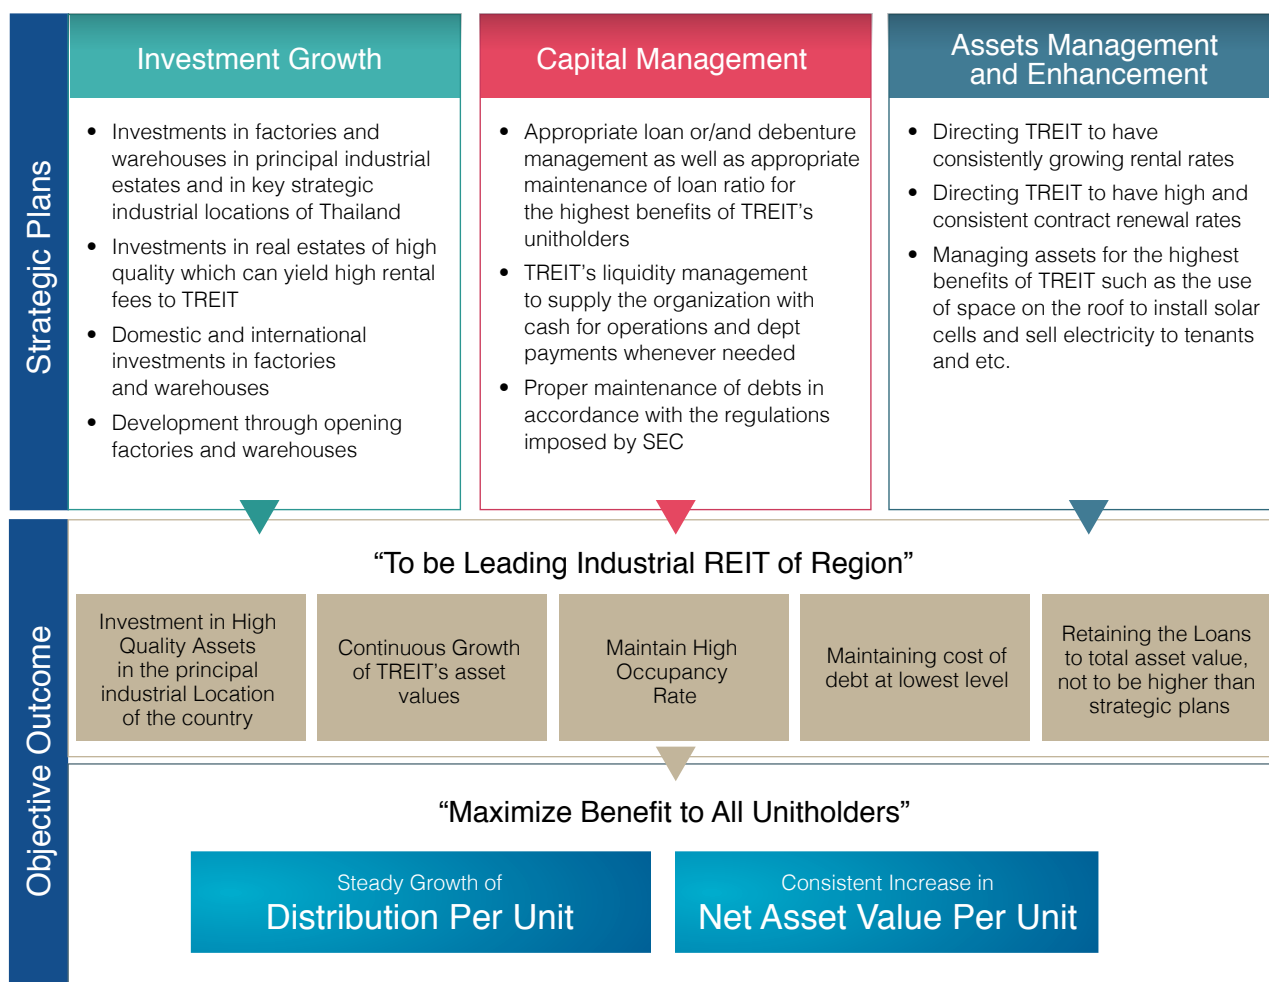 Strategic Plans
Investment Growth
• Investments in factories and
warehouses in principal industrial
estates and in key strategic
industrial locations of Thailand
• Investments in real estates of high
quality which can yield high rental
fees to TREIT
• Domestic and international
investments in factories
and warehouses
• Development through opening
factories and warehouses
Capital Management
• Appropriate loan or/and debenture
management as well as appropriate
maintenance of loan ratio for
the highest benefits of TREIT's
unitholders
• TREIT's liquidity management
to supply the organization with
cash for operations and dept
payments whenever needed
• Proper maintenance of debts in
accordance with the regulations
imposed by SEC
Assets Management
and Enhancement
• Directing TREIT to have
consistently growing rental rates
• Directing TREIT to have high and
consistent contract renewal rates
• Managing assets for the highest
benefits of TREIT such as the use
of space on the roof to install solar
cells and sell electricity to tenants
and etc.
Objective Outcome
“To be Leading Industrial REIT of Region”
Investment in High
Quality Assets
in the principal
industrial Location
of the country
Continuous Growth
of TREIT's asset
values
Maintain High
Occupancy
Rate
Maintaining cost of
debt at lowest level
Retaining the Loans
to total asset value,
not to be higher than
strategic plans
“Maximize Benefit to All Unitholders”
Steady Growth of
Distribution Per Unit
Consistent Increase in
Net Asset Value Per Unit